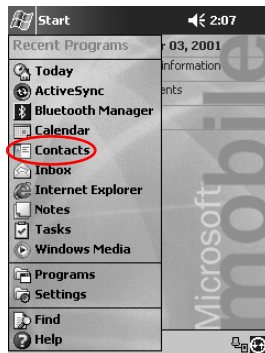 Start 2:07
Recent Programs r 03, 2001
Today
information
ActiveSync
ents
Bluetooth Manager
Calendar
Contacts
Inbox
Internet Explorer
Notes
Tasks
Windows Media
Programs
Settings
Find
Help
Microsoft
mobile